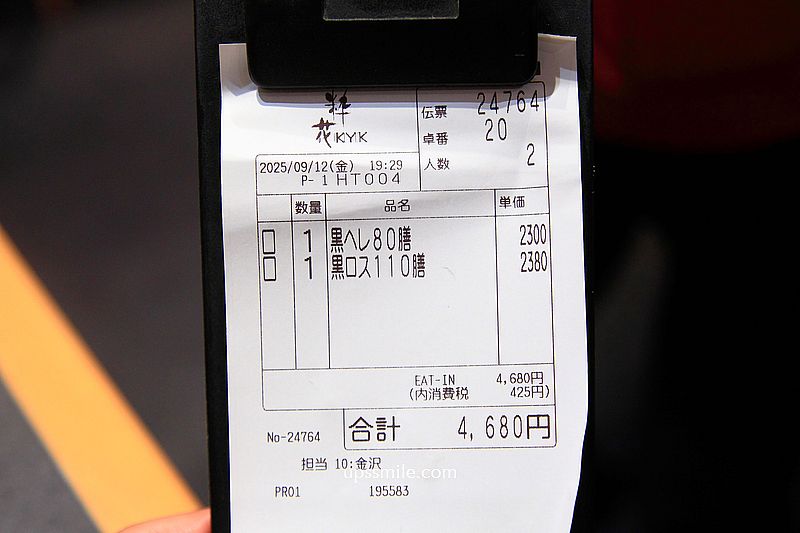 粋
花KYK
伝票 24764
卓番 20
人数 2
2025/09/12(金) 19:29
P-1HT004
数量 品名 単価
1 黒ヘレ80膳 2300
1 黒ロス110膳 2380
EAT-IN 4,680円
(内消費税 425円)
No-24764 合計 4,680円
担当 10:金沢
upssmile.com
PR01 195583